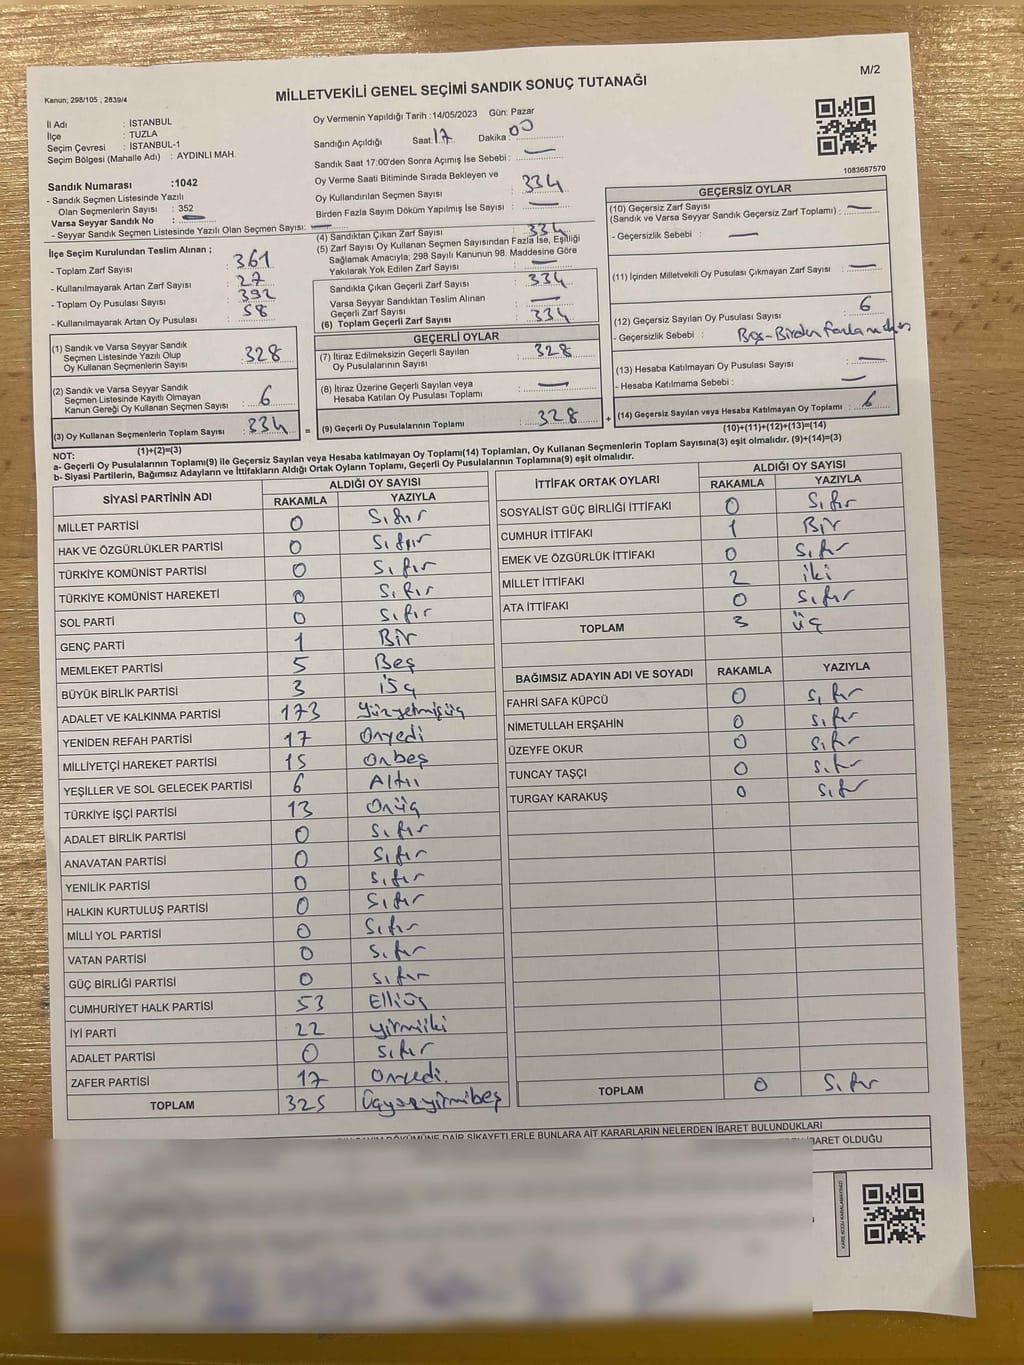 M/2
Kanun; 298/105 , 2839/4
MİLLETVEKİLİ GENEL SEÇİMİ SANDIK SONUÇ TUTANAĞI
İl Adı : İSTANBUL
İlçe : TUZLA
Seçim Çevresi : İSTANBUL-1
Seçim Bölgesi (Mahalle Adı) : AYDINLI MAH.
Sandık Numarası :1042
- Sandık Seçmen Listesinde Yazılı
Olan Seçmenlerin Sayısı : 352
Varsa Seyyar Sandık No : —
- Seyyar Sandık Seçmen Listesinde Yazılı Olan Seçmen Sayısı: —
İlçe Seçim Kurulundan Teslim Alınan ;
- Toplam Zarf Sayısı : 361
- Kullanılmayarak Artan Zarf Sayısı : 27
- Toplam Oy Pusulası Sayısı : 392
- Kullanılmayarak Artan Oy Pusulası : 58
(1) Sandık ve Varsa Seyyar Sandık
Seçmen Listesinde Yazılı Olup
Oy Kullanan Seçmenlerin Sayısı : 328
(2) Sandık ve Varsa Seyyar Sandık
Seçmen Listesinde Kayıtlı Olmayan
Kanun Gereği Oy Kullanan Seçmen Sayısı : 6
(3) Oy Kullanan Seçmenlerin Toplam Sayısı : 334
(1)+(2)=(3)
Oy Vermenin Yapıldığı Tarih :14/05/2023 Gün: Pazar
Sandığın Açıldığı Saat: 17 Dakika: 00
Sandık Saat 17:00'den Sonra Açımış İse Sebebi : —
Oy Verme Saati Bitiminde Sırada Bekleyen ve
Oy Kullandırılan Seçmen Sayısı : 334
Birden Fazla Sayım Döküm Yapılmış İse Sayısı : —
(4) Sandıktan Çıkan Zarf Sayısı : 334
(5) Zarf Sayısı Oy Kullanan Seçmen Sayısından Fazla İse, Eşitliği
Sağlamak Amacıyla; 298 Sayılı Kanunun 98. Maddesine Göre
Yakılarak Yok Edilen Zarf Sayısı : —
Sandıkta Çıkan Geçerli Zarf Sayısı : 334
Varsa Seyyar Sandıktan Teslim Alınan
Geçerli Zarf Sayısı : —
(6) Toplam Geçerli Zarf Sayısı : 334
GEÇERLİ OYLAR
(7) İtiraz Edilmeksizin Geçerli Sayılan
Oy Pusulalarının Sayısı : 328
(8) İtiraz Üzerine Geçerli Sayılan veya
Hesaba Katılan Oy Pusulası Toplamı : —
= (9) Geçerli Oy Pusulalarının Toplamı : 328 +
1083687570
GEÇERSİZ OYLAR
(10) Geçersiz Zarf Sayısı : —
(Sandık ve Varsa Seyyar Sandık Geçersiz Zarf Toplamı)
- Geçersizlik Sebebi : —
(11) İçinden Milletvekili Oy Pusulası Çıkmayan Zarf Sayısı : —
(12) Geçersiz Sayılan Oy Pusulası Sayısı : 6
- Geçersizlik Sebebi : Boş-Birden fazla
(13) Hesaba Katılmayan Oy Pusulası Sayısı : —
- Hesaba Katılmama Sebebi : —
(14) Geçersiz Sayılan veya Hesaba Katılmayan Oy Toplamı : 6
(10)+(11)+(12)+(13)=(14)
NOT:
a- Geçerli Oy Pusulalarının Toplamı(9) ile Geçersiz Sayılan veya Hesaba katılmayan Oy Toplamı(14) Toplamları, Oy Kullanan Seçmenlerin Toplam Sayısına(3) eşit olmalıdır. (9)+(14)=(3)
b- Siyasi Partilerin, Bağımsız Adayların ve İttifakların Aldığı Ortak Oyların Toplamı, Geçerli Oy Pusulalarının Toplamına(9) eşit olmalıdır.
SİYASİ PARTİNİN ADI ALDIĞI OY SAYISI
RAKAMLA YAZIYLA
MİLLET PARTİSİ 0 Sıfır
HAK VE ÖZGÜRLÜKLER PARTİSİ 0 Sıfır
TÜRKİYE KOMÜNİST PARTİSİ 0 Sıfır
TÜRKİYE KOMÜNİST HAREKETİ 0 Sıfır
SOL PARTİ 0 Sıfır
GENÇ PARTİ 1 Bir
MEMLEKET PARTİSİ 5 Beş
BÜYÜK BİRLİK PARTİSİ 3 Üç
ADALET VE KALKINMA PARTİSİ 173 Yüzyetmişüç
YENİDEN REFAH PARTİSİ 17 Onyedi
MİLLİYETÇİ HAREKET PARTİSİ 15 Onbeş
YEŞİLLER VE SOL GELECEK PARTİSİ 6 Altı
TÜRKİYE İŞÇİ PARTİSİ 13 Onüç
ADALET BİRLİK PARTİSİ 0 Sıfır
ANAVATAN PARTİSİ 0 Sıfır
YENİLİK PARTİSİ 0 Sıfır
HALKIN KURTULUŞ PARTİSİ 0 Sıfır
MİLLİ YOL PARTİSİ 0 Sıfır
VATAN PARTİSİ 0 Sıfır
GÜÇ BİRLİĞİ PARTİSİ 0 Sıfır
CUMHURİYET HALK PARTİSİ 53 Elliüç
İYİ PARTİ 22 yirmiiki
ADALET PARTİSİ 0 Sıfır
ZAFER PARTİSİ 17 Onyedi.
TOPLAM 325 Üçyüzyirmibeş
İTTİFAK ORTAK OYLARI ALDIĞI OY SAYISI
RAKAMLA YAZIYLA
SOSYALİST GÜÇ BİRLİĞİ İTTİFAKI 0 Sıfır
CUMHUR İTTİFAKI 1 Bir
EMEK VE ÖZGÜRLÜK İTTİFAKI 0 Sıfır
MİLLET İTTİFAKI 2 iki
ATA İTTİFAKI 0 Sıfır
TOPLAM 3 üç
BAĞIMSIZ ADAYIN ADI VE SOYADI RAKAMLA YAZIYLA
FAHRİ SAFA KÜPCÜ 0 Sıfır
NİMETULLAH ERŞAHİN 0 Sıfır
ÜZEYFE OKUR 0 Sıfır
TUNCAY TAŞÇI 0 Sıfır
TURGAY KARAKUŞ 0 Sıfır
TOPLAM 0 Sıfır
DÖKÜMÜNE DAİR ŞİKAYETLERLE BUNLARA AİT KARARLARIN NELERDEN İBARET BULUNDUKLARI
İBARET OLDUĞU